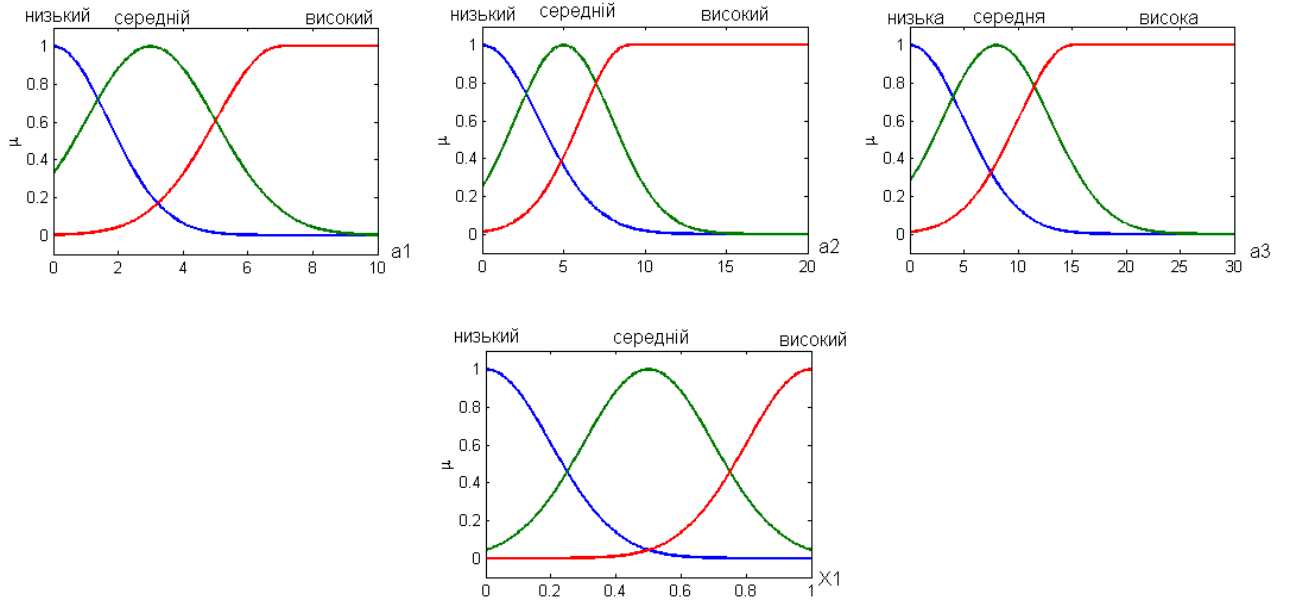 низький середній високий
1
0.8
0.6
0.4
0.2
0
μ
0 2 4 6 8 10
a1
низький середній високий
1
0.8
0.6
0.4
0.2
0
μ
0 5 10 15 20
a2
низька середня висока
1
0.8
0.6
0.4
0.2
0
μ
0 5 10 15 20 25 30
a3
низький середній високий
1
0.8
0.6
0.4
0.2
0
μ
0 0.2 0.4 0.6 0.8 1
X1